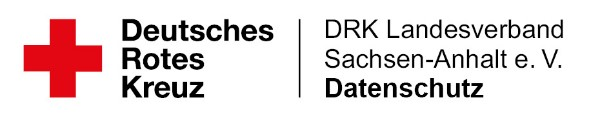 Deutsches
Rotes
Kreuz
DRK Landesverband
Sachsen-Anhalt e. V.
Datenschutz